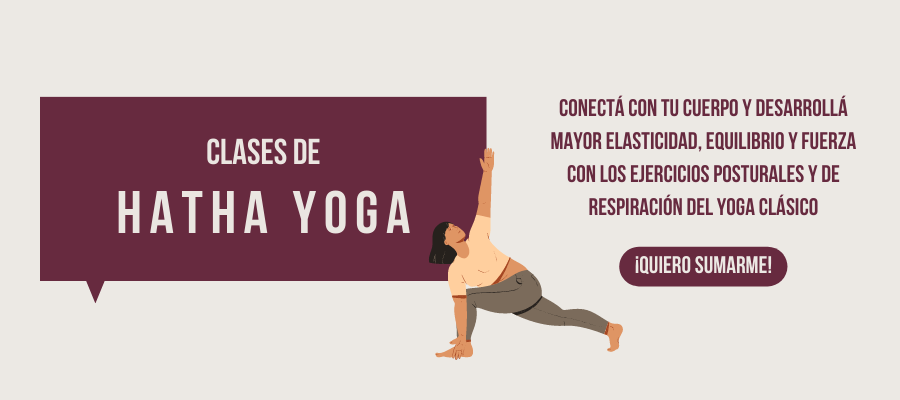 CLASES DE
HATHA YOGA
CONECTÁ CON TU CUERPO Y DESARROLLÁ
MAYOR ELASTICIDAD, EQUILIBRIO Y FUERZA
CON LOS EJERCICIOS POSTURALES Y DE
RESPIRACIÓN DEL YOGA CLÁSICO
¡QUIERO SUMARME!